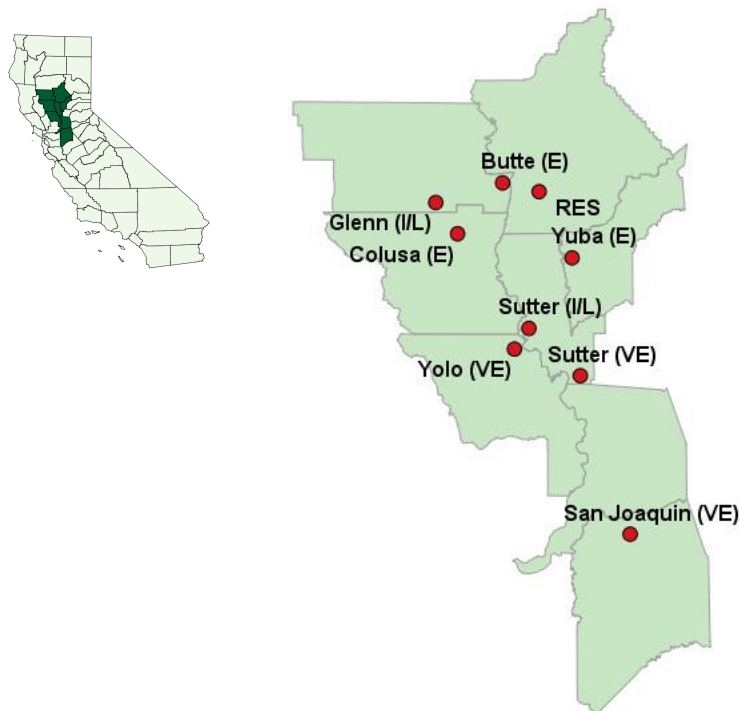 Butte (E)
RES
Glenn (I/L)
Yuba (E)
Colusa (E)
Sutter (I/L)
Sutter (VE)
Yolo (VE)
San Joaquin (VE)